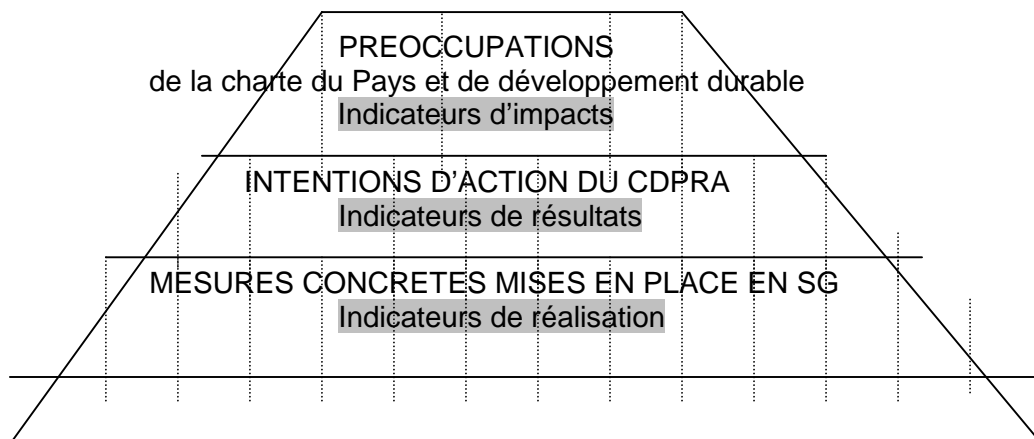 PREOCCUPATIONS
de la charte du Pays et de développement durable
Indicateurs d'impacts
INTENTIONS D'ACTION DU CDPRA
Indicateurs de résultats
MESURES CONCRETES MISES EN PLACE EN SG
Indicateurs de réalisation